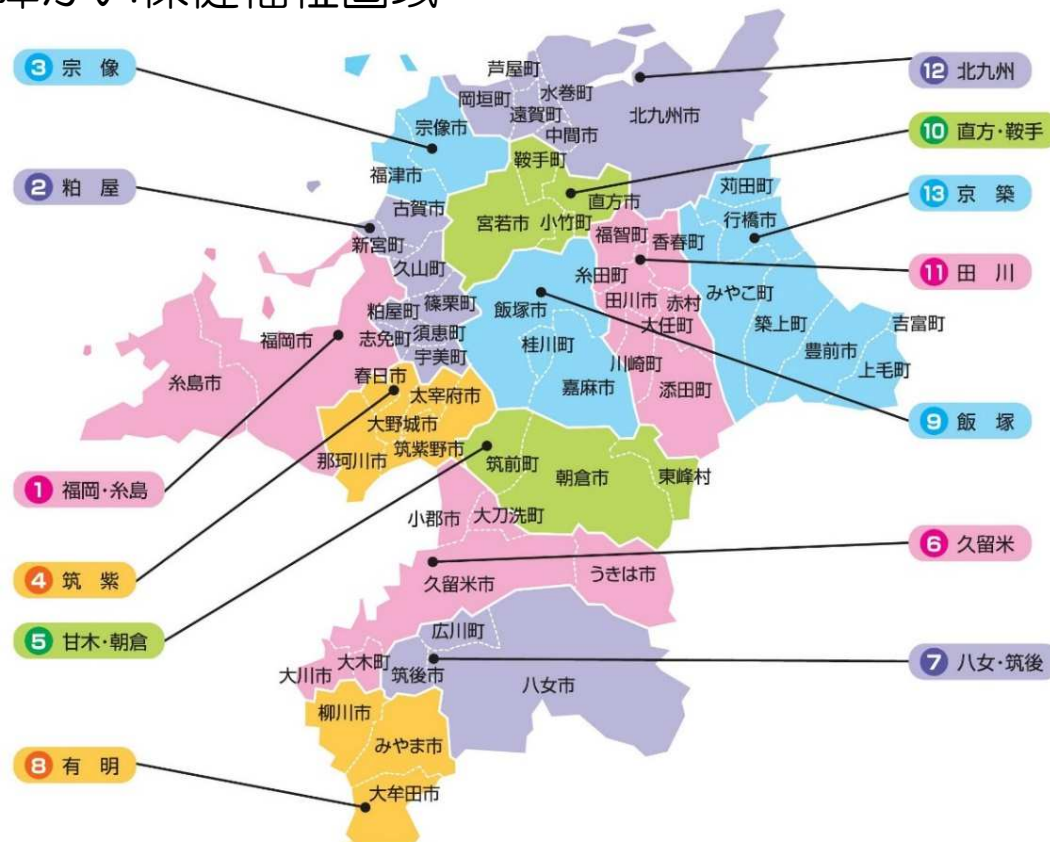 障がい保健福祉圏域
3 宗像
2 粕屋
1 福岡・糸島
4 筑紫
5 甘木・朝倉
8 有明
12 北九州
10 直方・鞍手
13 京築
11 田川
9 飯塚
6 久留米
7 八女・筑後
芦屋町
水巻町
岡垣町
遠賀町
中間市
北九州市
宗像市
福津市
鞍手町
直方市
宮若市
小竹町
苅田町
行橋市
古賀市
新宮町
久山町
福智町
香春町
糸田町
みやこ町
田川市
赤村
大任町
築上町
吉富町
豊前市
上毛町
篠栗町
粕屋町
須恵町
志免町
宇美町
飯塚市
桂川町
嘉麻市
川崎町
添田町
福岡市
糸島市
春日市
太宰府市
大野城市
筑紫野市
那珂川市
筑前町
朝倉市
東峰村
小郡市
大刀洗町
久留米市
うきは市
広川町
大木町
大川市
筑後市
八女市
柳川市
みやま市
大牟田市